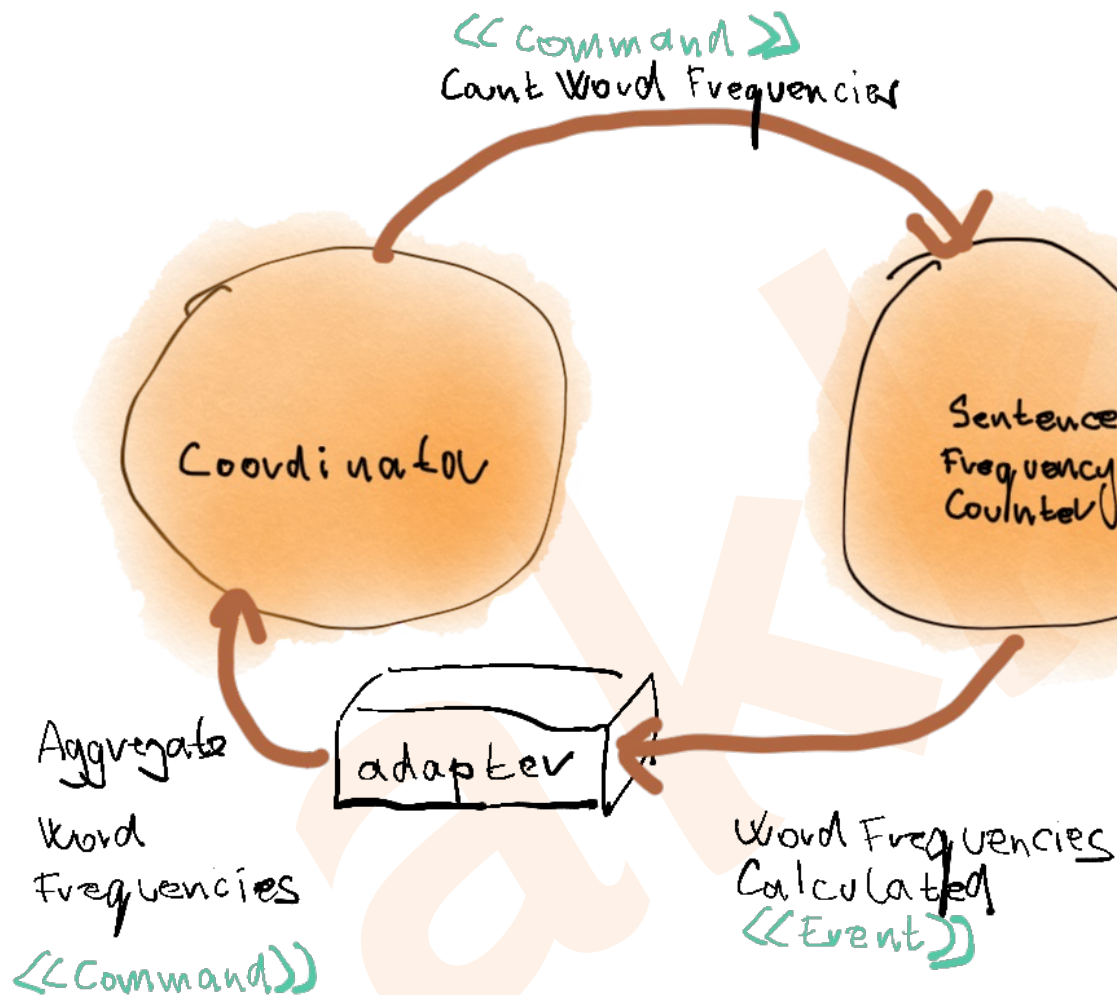 <<Command>>
Count Word Frequencies
Coordinator
Sentence
Frequency
Counter
Aggregate
Word
Frequencies
<<Command>>
adapter
Word Frequencies
Calculated
<<Event>>